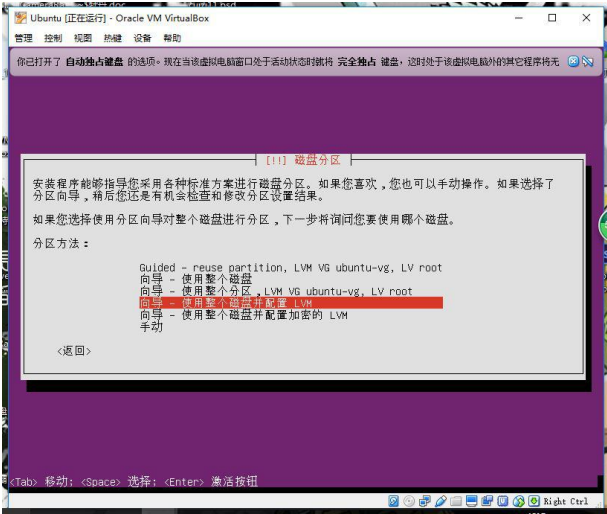 Ubuntu [正在运行] - Oracle VM VirtualBox
管理 控制 视图 热键 设备 帮助
你已打开了 自动独占键盘 的选项。现在当该虚拟电脑窗口处于活动状态时就将 完全独占 键盘，这时处于该虚拟电脑外的其它程序将无
[!!] 磁盘分区
安装程序能够指导您采用各种标准方案进行磁盘分区。如果您喜欢，您也可以手动操作。如果选择了
分区向导，稍后您还是有机会检查和修改分区设置结果。
如果您选择使用分区向导对整个磁盘进行分区，下一步将询问您要使用哪个磁盘。
分区方法：
Guided - reuse partition, LVM VG ubuntu-vg, LV root
向导 - 使用整个磁盘
向导 - 使用整个分区，LVM VG ubuntu-vg, LV root
向导 - 使用整个磁盘并配置 LVM
向导 - 使用整个磁盘并配置加密的 LVM
手动
<返回>
<Tab> 移动; <Space> 选择; <Enter> 激活按钮
Right Ctrl